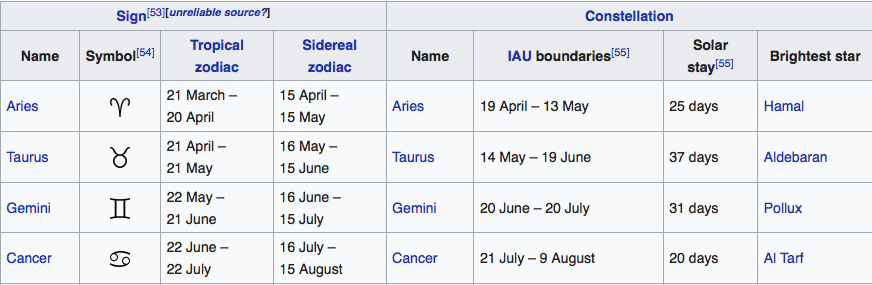 Sign[53][unreliable source?] Constellation
Name Symbol[54] Tropical zodiac Sidereal zodiac Name IAU boundaries[55] Solar stay[55] Brightest star
Aries ♈︎ 21 March – 20 April 15 April – 15 May Aries 19 April – 13 May 25 days Hamal
Taurus ♉︎ 21 April – 21 May 16 May – 15 June Taurus 14 May – 19 June 37 days Aldebaran
Gemini ♊︎ 22 May – 21 June 16 June – 15 July Gemini 20 June – 20 July 31 days Pollux
Cancer ♋︎ 22 June – 22 July 16 July – 15 August Cancer 21 July – 9 August 20 days Al Tarf